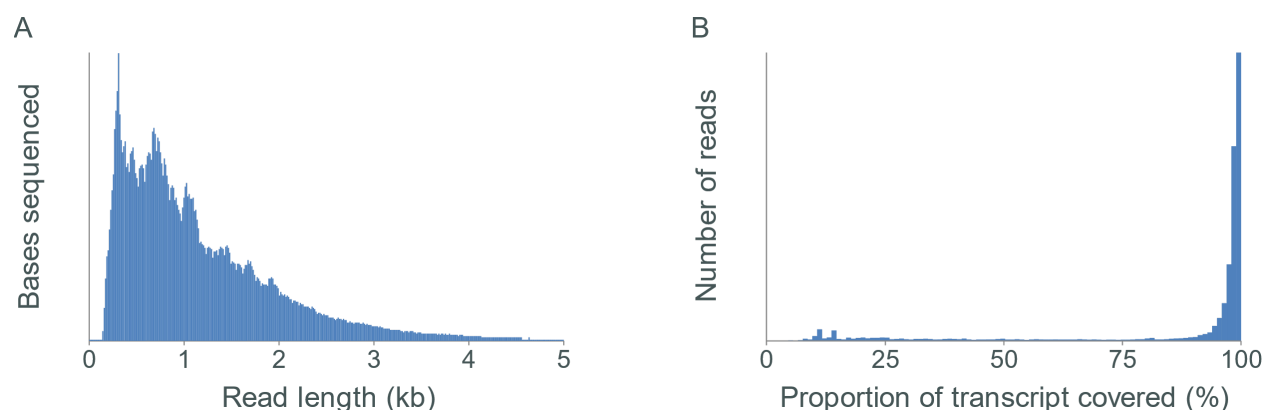 A
Bases sequenced
0 1 2 3 4 5
Read length (kb)
B
Number of reads
0 25 50 75 100
Proportion of transcript covered (%)